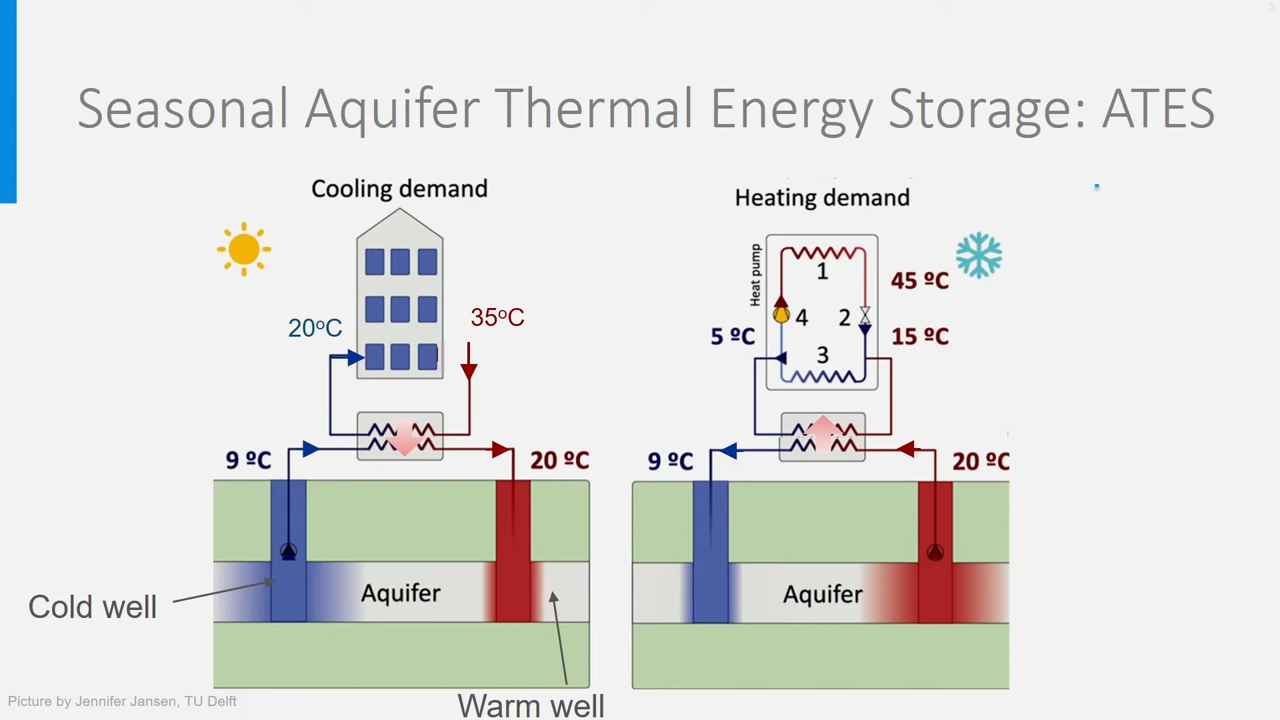 5
Seasonal Aquifer Thermal Energy Storage: ATES
Cooling demand
20ºC
35ºC
9 ºC
20 ºC
Aquifer
Cold well
Warm well
Heating demand
Heat pump
1
2
3
4
45 ºC
15 ºC
5 ºC
9 ºC
20 ºC
Aquifer
Picture by Jennifer Jansen, TU Delft